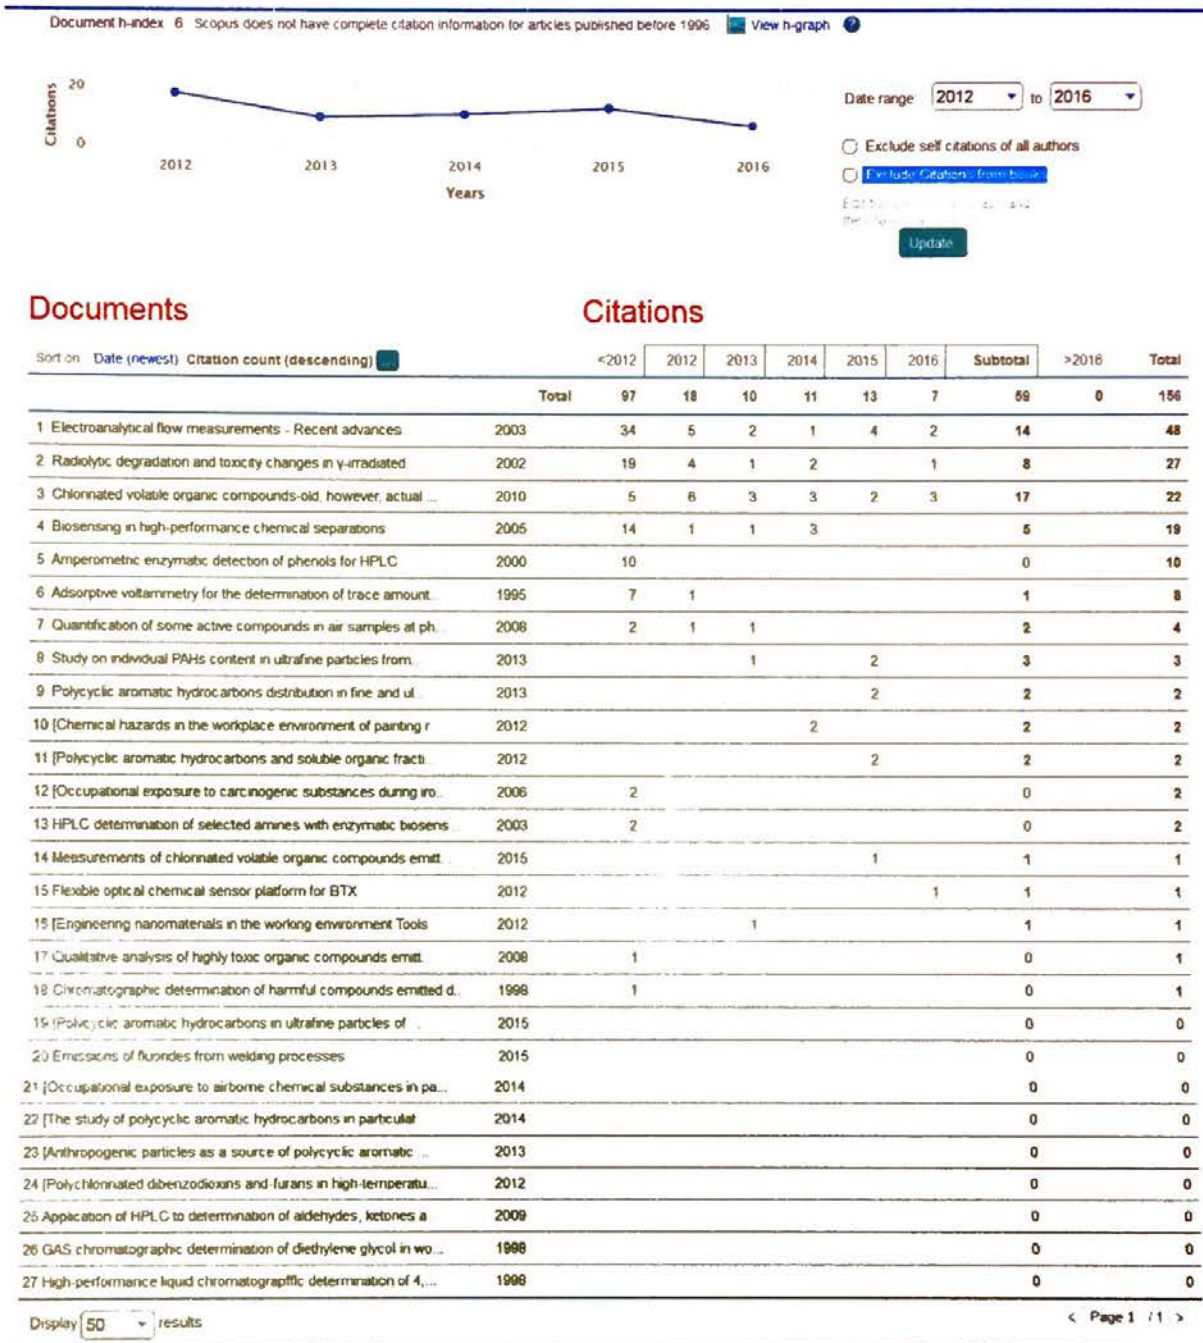 Document h-index 6 Scopus does not have complete citation information for articles published before 1996 View h-graph ?
Citations
20
0
2012 2013 2014 2015 2016
Years
Date range: 2012 to 2016
Exclude self citations of all authors
Exclude Citations from books
Update
Documents
Citations
Sort on Date (newest) Citation count (descending) <2012 2012 2013 2014 2015 2016 Subtotal >2016 Total
Total 97 18 10 11 13 7 59 0 156
1 Electroanalytical flow measurements - Recent advances 2003 34 5 2 1 4 2 14 48
2 Radiolytic degradation and toxicity changes in γ-irradiated 2002 19 4 1 2 1 8 27
3 Chlorinated volatile organic compounds-old, however, actual ... 2010 5 6 3 3 2 3 17 22
4 Biosensing in high-performance chemical separations 2005 14 1 1 3 5 19
5 Amperometric enzymatic detection of phenols for HPLC 2000 10 0 10
6 Adsorptive voltammetry for the determination of trace amount.. 1995 7 1 1 8
7 Quantification of some active compounds in air samples at ph.. 2008 2 1 1 2 4
8 Study on individual PAHs content in ultrafine particles from.. 2013 1 2 3 3
9 Polycyclic aromatic hydrocarbons distribution in fine and ul.. 2013 2 2 2
10 [Chemical hazards in the workplace environment of painting r 2012 2 2 2
11 [Polycyclic aromatic hydrocarbons and soluble organic fracti.. 2012 2 2 2
12 [Occupational exposure to carcinogenic substances during iro.. 2006 2 0 2
13 HPLC determination of selected amines with enzymatic biosens.. 2003 2 0 2
14 Measurements of chlorinated volatile organic compounds emitt.. 2015 1 1 1
15 Flexible optical chemical sensor platform for BTX 2012 1 1 1
16 [Engineering nanomaterials in the working environment Tools 2012 1 1 1
17 Qualitative analysis of highly toxic organic compounds emitt. 2008 1 0 1
18 Chromatographic determination of harmful compounds emitted d.. 1998 1 0 1
19 [Polycyclic aromatic hydrocarbons in ultrafine particles of .. 2015 0 0
20 Emissions of fluorides from welding processes 2015 0 0
21 [Occupational exposure to airborne chemical substances in pa... 2014 0 0
22 [The study of polycyclic aromatic hydrocarbons in particulat 2014 0 0
23 [Anthropogenic particles as a source of polycyclic aromatic ... 2013 0 0
24 [Polychlorinated dibenzodioxins and furans in high-temperatu... 2012 0 0
25 Application of HPLC to determination of aldehydes, ketones a 2009 0 0
26 GAS chromatographic determination of diethylene glycol in wo... 1998 0 0
27 High-performance liquid chromatograpffic determination of 4,... 1998 0 0
Display 50 results
< Page 1 / 1 >